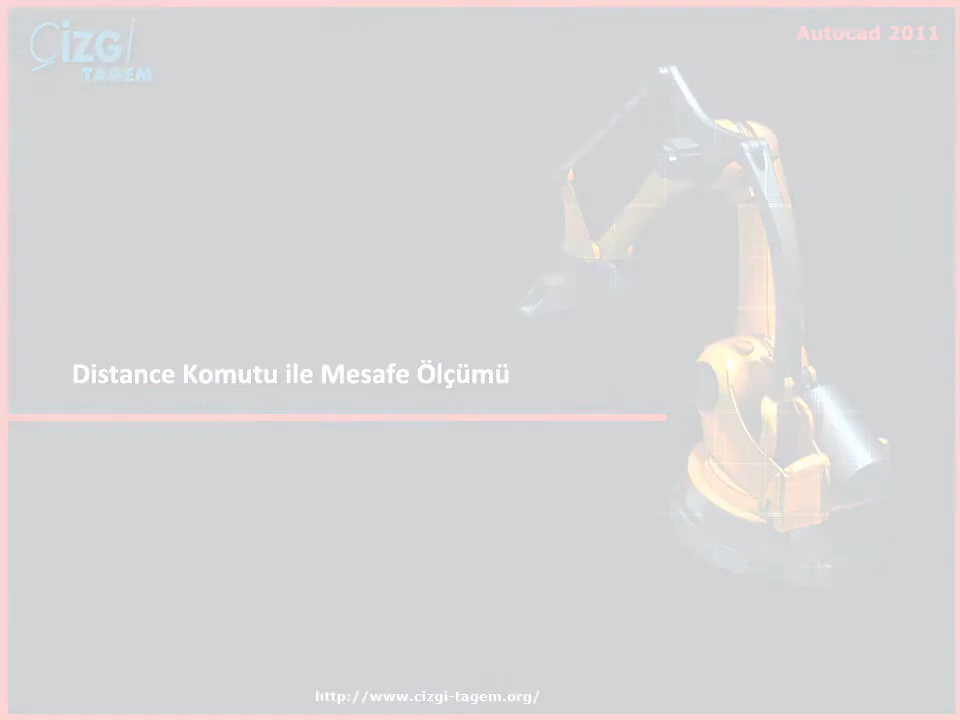 ÇiZGİ
TAGEM
Autocad 2011
Distance Komutu ile Mesafe Ölçümü
http://www.cizgi-tagem.org/